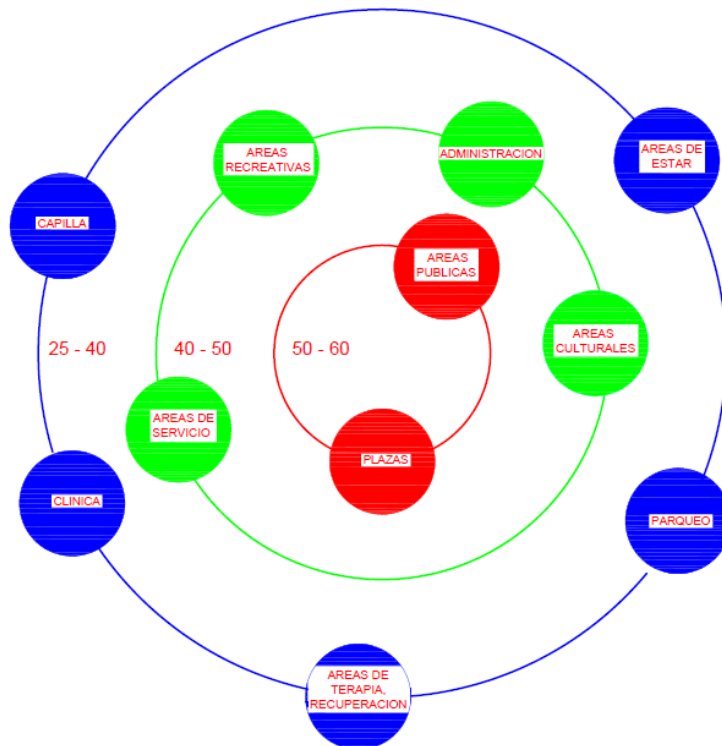 AREAS
RECREATIVAS
ADMINISTRACION
AREAS DE
ESTAR
CAPILLA
AREAS
PUBLICAS
25 - 40
40 - 50
50 - 60
AREAS
CULTURALES
AREAS DE
SERVICIO
PLAZAS
CLINICA
PARQUEO
AREAS DE
TERAPIA,
RECUPERACION